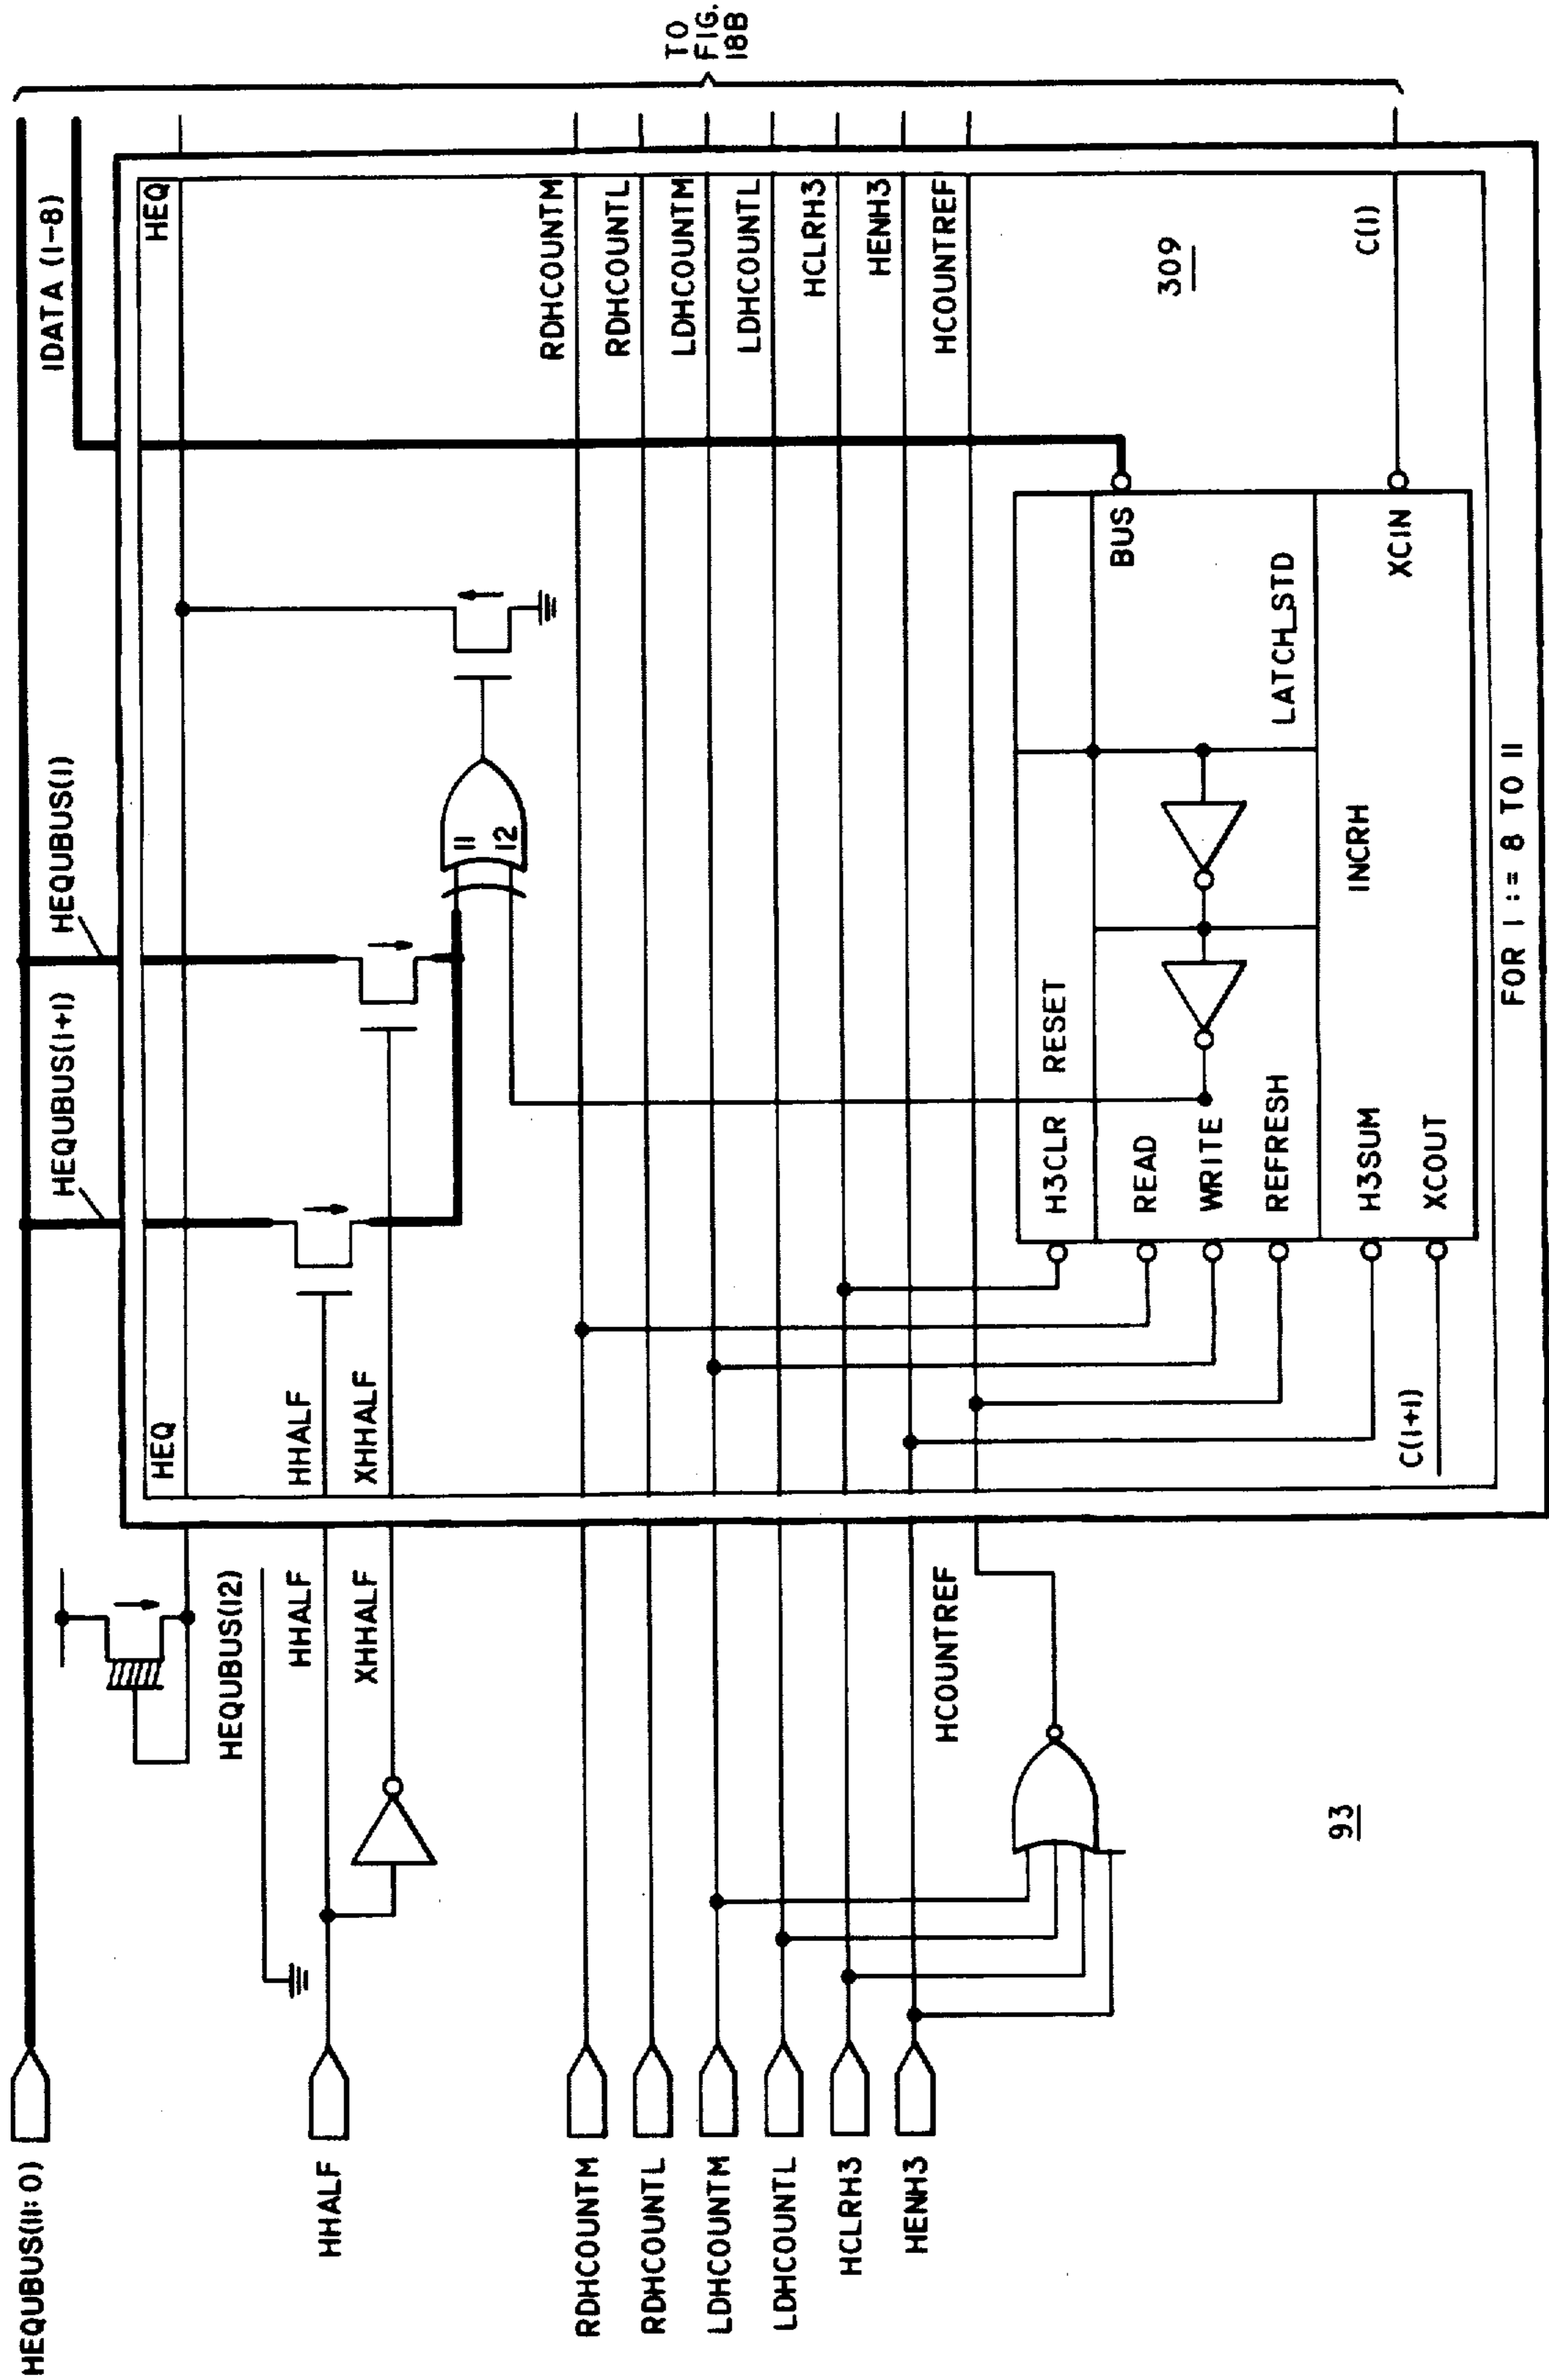 HEQUBUS(11:0)
HHALF
RDHCOUNTM
RDHCOUNTL
LDHCOUNTM
LDHCOUNTL
HCLRH3
HENH3
HEQUBUS(12)
HHALF
XHHALF
HCOUNTREF
93
HEQUBUS(I+1)
HEQUBUS(I)
IDATA (I-8)
HEQ
HEQ
HHALF
XHHALF
I1
I2
RDHCOUNTM
RDHCOUNTL
LDHCOUNTM
LDHCOUNTL
HCLRH3
HENH3
HCOUNTREF
309
C(I+1)
C(I)
H3CLR RESET
READ
WRITE
REFRESH
H3SUM
XCOUT
BUS
LATCH_STD
INCRH
XCIN
FOR I := 8 TO 11
TO
FIG.
18B